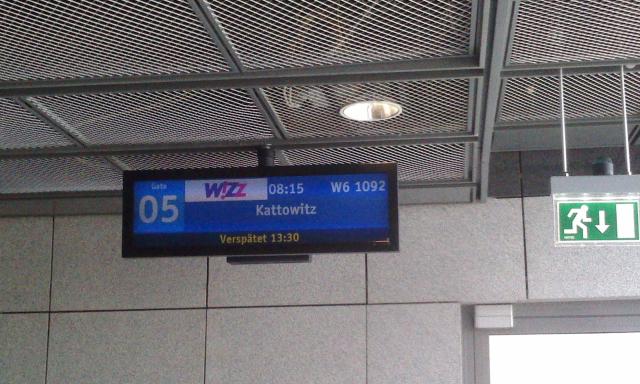 Gate
05
WIZZ 08:15 W6 1092
Kattowitz
Verspätet 13:30